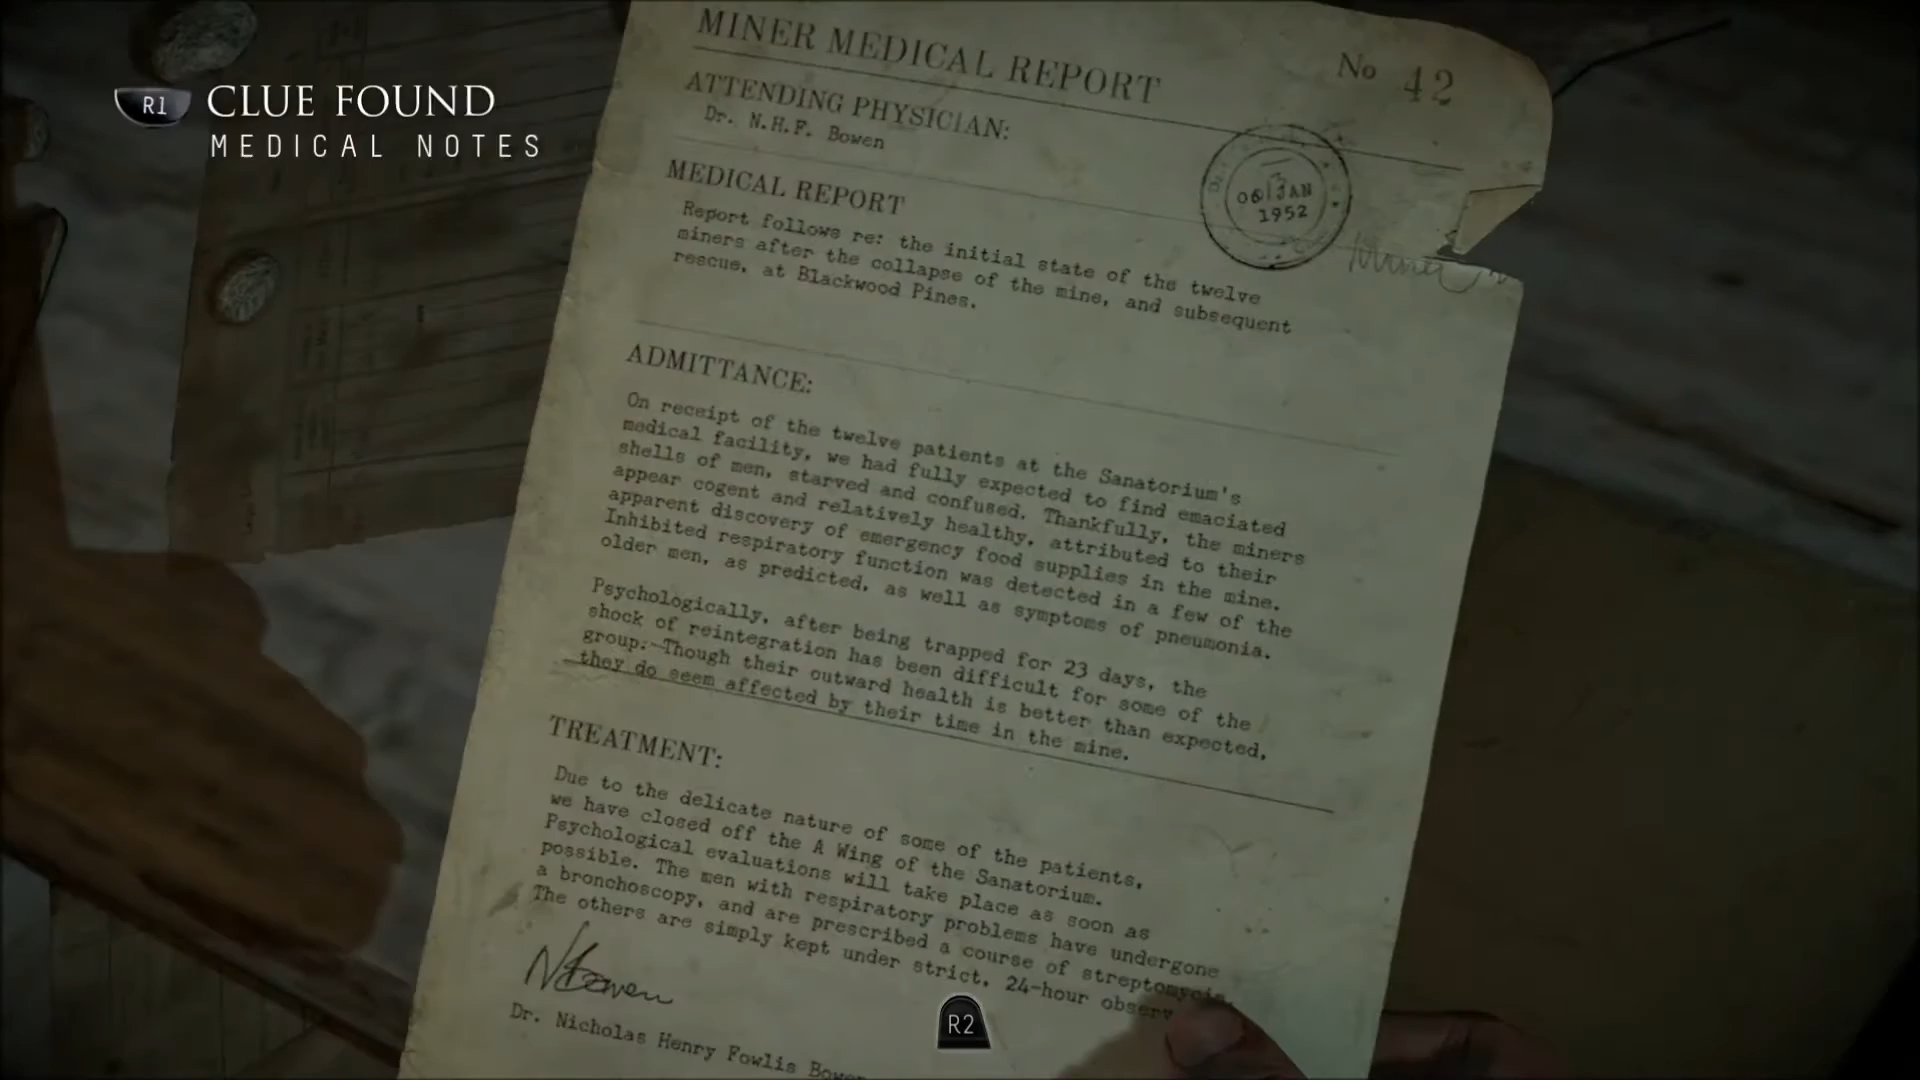 R1 CLUE FOUND
MEDICAL NOTES
MINER MEDICAL REPORT
No 42
ATTENDING PHYSICIAN:
Dr. N.H.F. Bowen
06 JAN
1952
MEDICAL REPORT
Report follows re: the initial state of the twelve
miners after the collapse of the mine, and subsequent
rescue, at Blackwood Pines.
ADMITTANCE:
On receipt of the twelve patients at the Sanatorium's
medical facility, we had fully expected to find emaciated
shells of men, starved and confused. Thankfully, the miners
appear cogent and relatively healthy, attributed to their
apparent discovery of emergency food supplies in the mine.
Inhibited respiratory function was detected in a few of the
older men, as predicted, as well as symptoms of pneumonia.
Psychologically, after being trapped for 23 days, the
shock of reintegration has been difficult for some of the
group. Though their outward health is better than expected,
they do seem affected by their time in the mine.
TREATMENT:
Due to the delicate nature of some of the patients,
we have closed off the A Wing of the Sanatorium.
Psychological evaluations will take place as soon as
possible. The men with respiratory problems have undergone
a bronchoscopy, and are prescribed a course of streptomycin.
The others are simply kept under strict, 24-hour observ
NBowen
Dr. Nicholas Henry Fowlis Bowen
R2